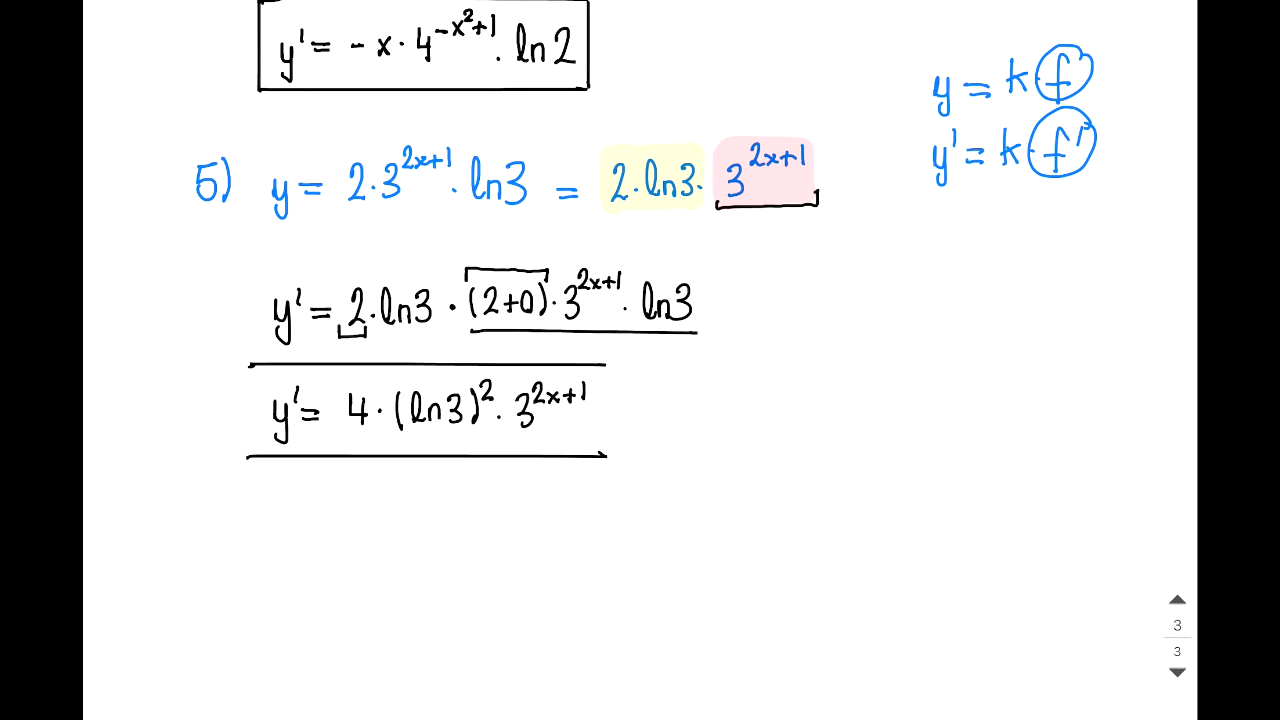 y' = -x · 4^{-x²+1} · ln2
y = k · f
y' = k · f'
5) y = 2·3^{2x+1} · ln3 = 2·ln3· 3^{2x+1}
y' = 2·ln3 · (2+0)·3^{2x+1} · ln3
y' = 4·(ln3)² · 3^{2x+1}
3
3